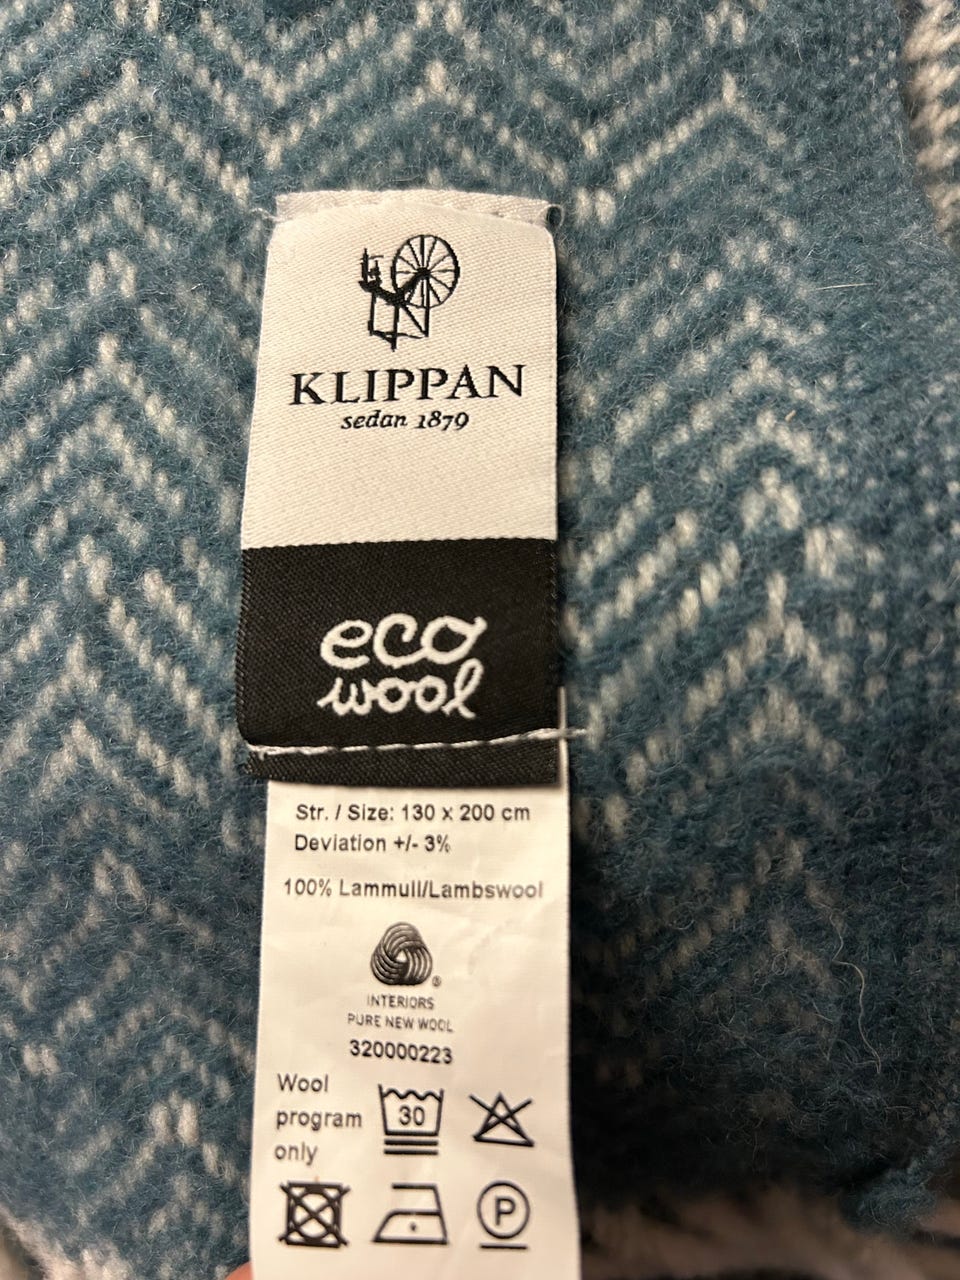 KLIPPAN
sedan 1879
eco
wool
Str. / Size: 130 x 200 cm
Deviation +/- 3%
100% Lammull/Lambswool
®
INTERIORS
PURE NEW WOOL
320000223
Wool
program
only
30
P